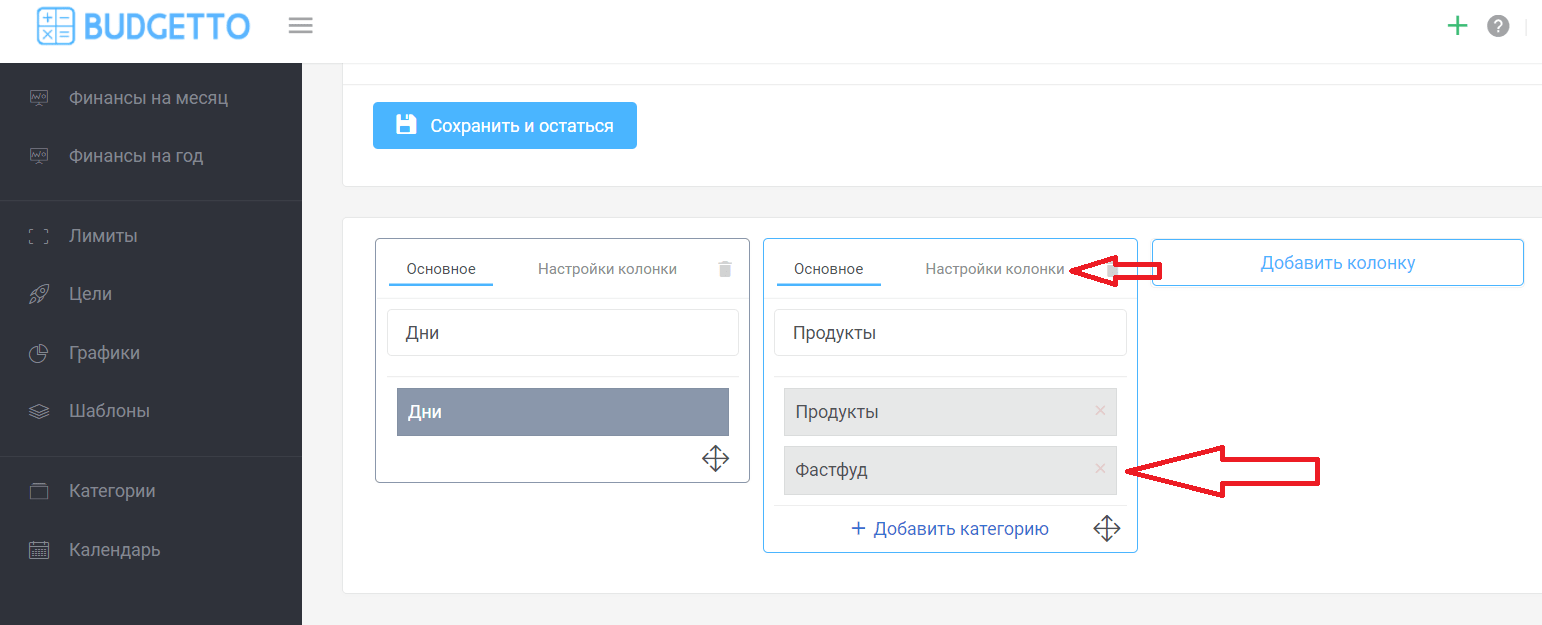 BUDGETTO
Финансы на месяц
Финансы на год
Лимиты
Цели
Графики
Шаблоны
Категории
Календарь
Сохранить и остаться
Основное Настройки колонки
Дни
Дни
Основное Настройки колонки
Продукты
Продукты
Фастфуд
+ Добавить категорию
Добавить колонку